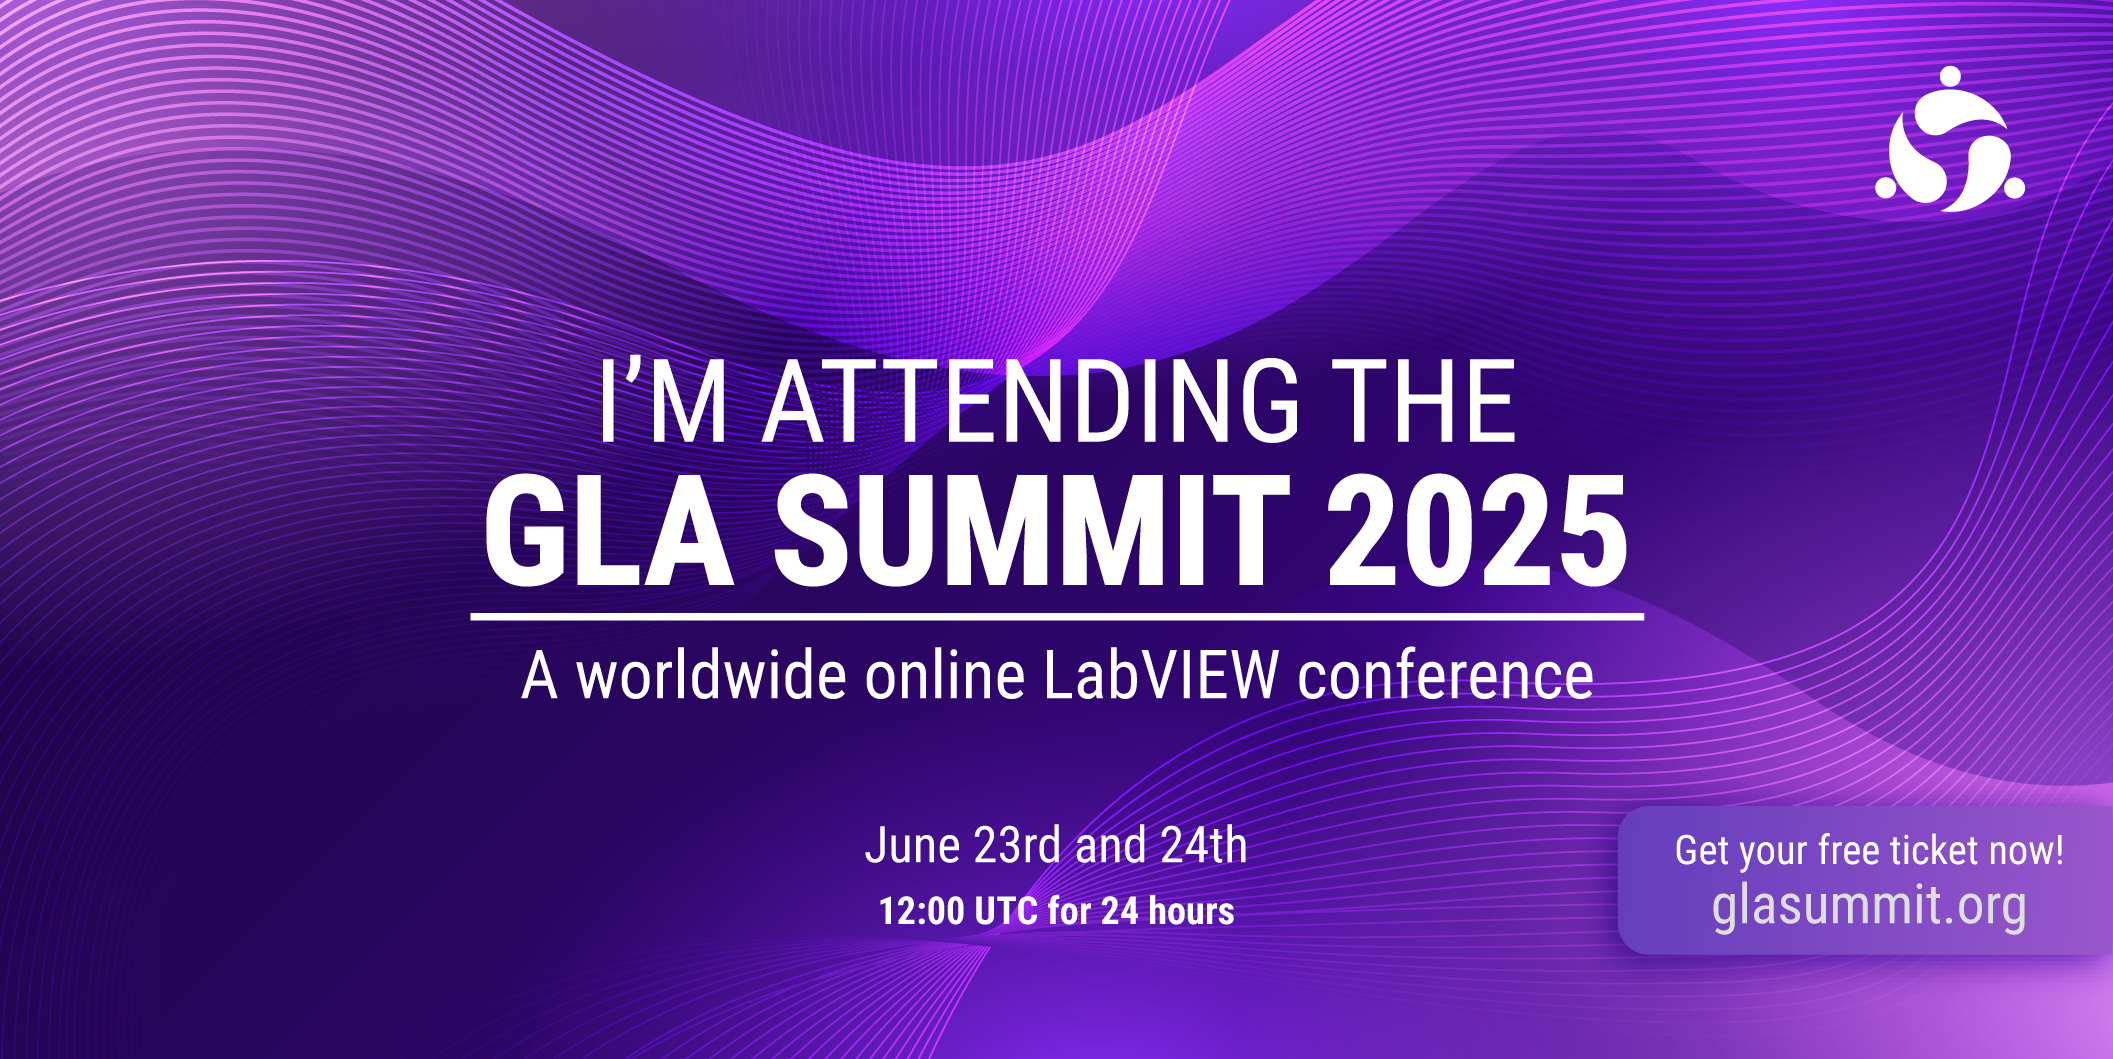 I’M ATTENDING THE
GLA SUMMIT 2025
A worldwide online LabVIEW conference
June 23rd and 24th
12:00 UTC for 24 hours
Get your free ticket now!
glasummit.org